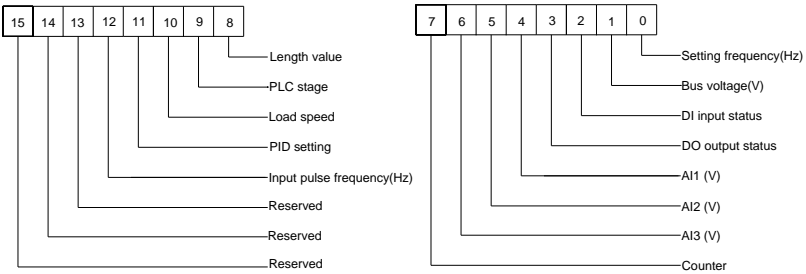 15 14 13 12 11 10 9 8
Length value
PLC stage
Load speed
PID setting
Input pulse frequency(Hz)
Reserved
Reserved
Reserved
7 6 5 4 3 2 1 0
Setting frequency(Hz)
Bus voltage(V)
DI input status
DO output status
AI1 (V)
AI2 (V)
AI3 (V)
Counter